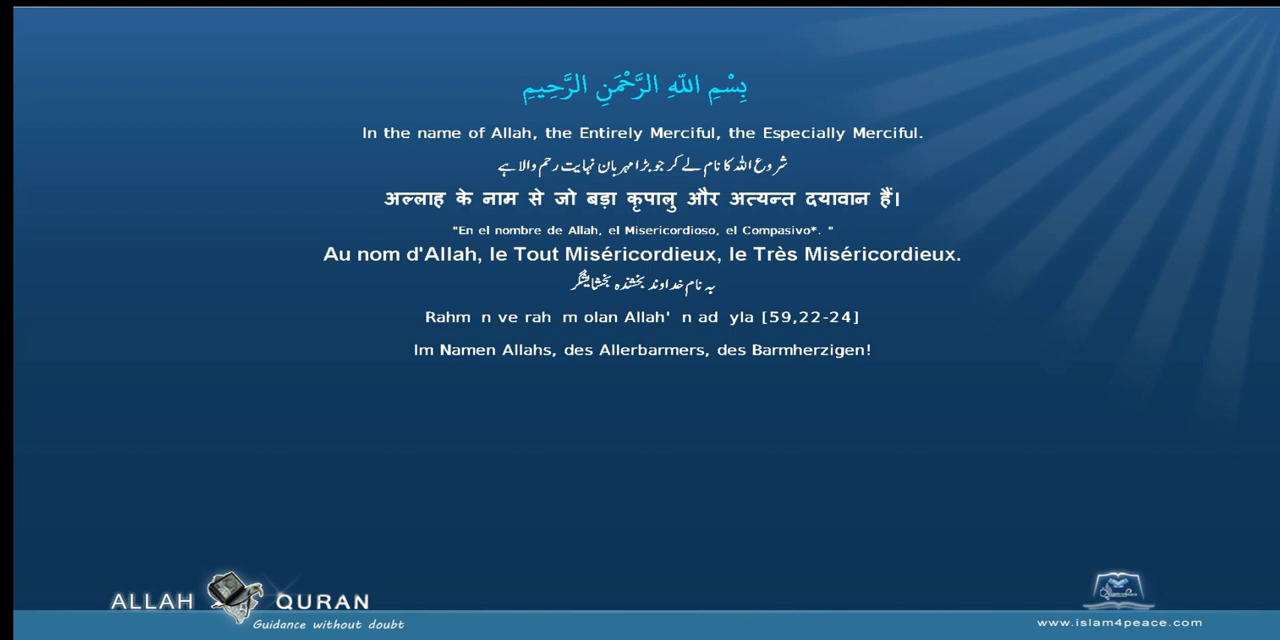 بِسْمِ اللّهِ الرَّحْمَنِ الرَّحِيمِ
In the name of Allah, the Entirely Merciful, the Especially Merciful.
شروع اللہ کا نام لے کر جو بڑا مہربان نہایت رحم والا ہے
अल्लाह के नाम से जो बड़ा कृपालु और अत्यन्त दयावान हैं।
"En el nombre de Allah, el Misericordioso, el Compasivo*. "
Au nom d'Allah, le Tout Miséricordieux, le Très Miséricordieux.
به نام خداوند بخشنده بخشایشگر
Rahm n ve rah m olan Allah' n ad yla [59,22-24]
Im Namen Allahs, des Allerbarmers, des Barmherzigen!
ALLAH QURAN
Guidance without doubt
www.islam4peace.com